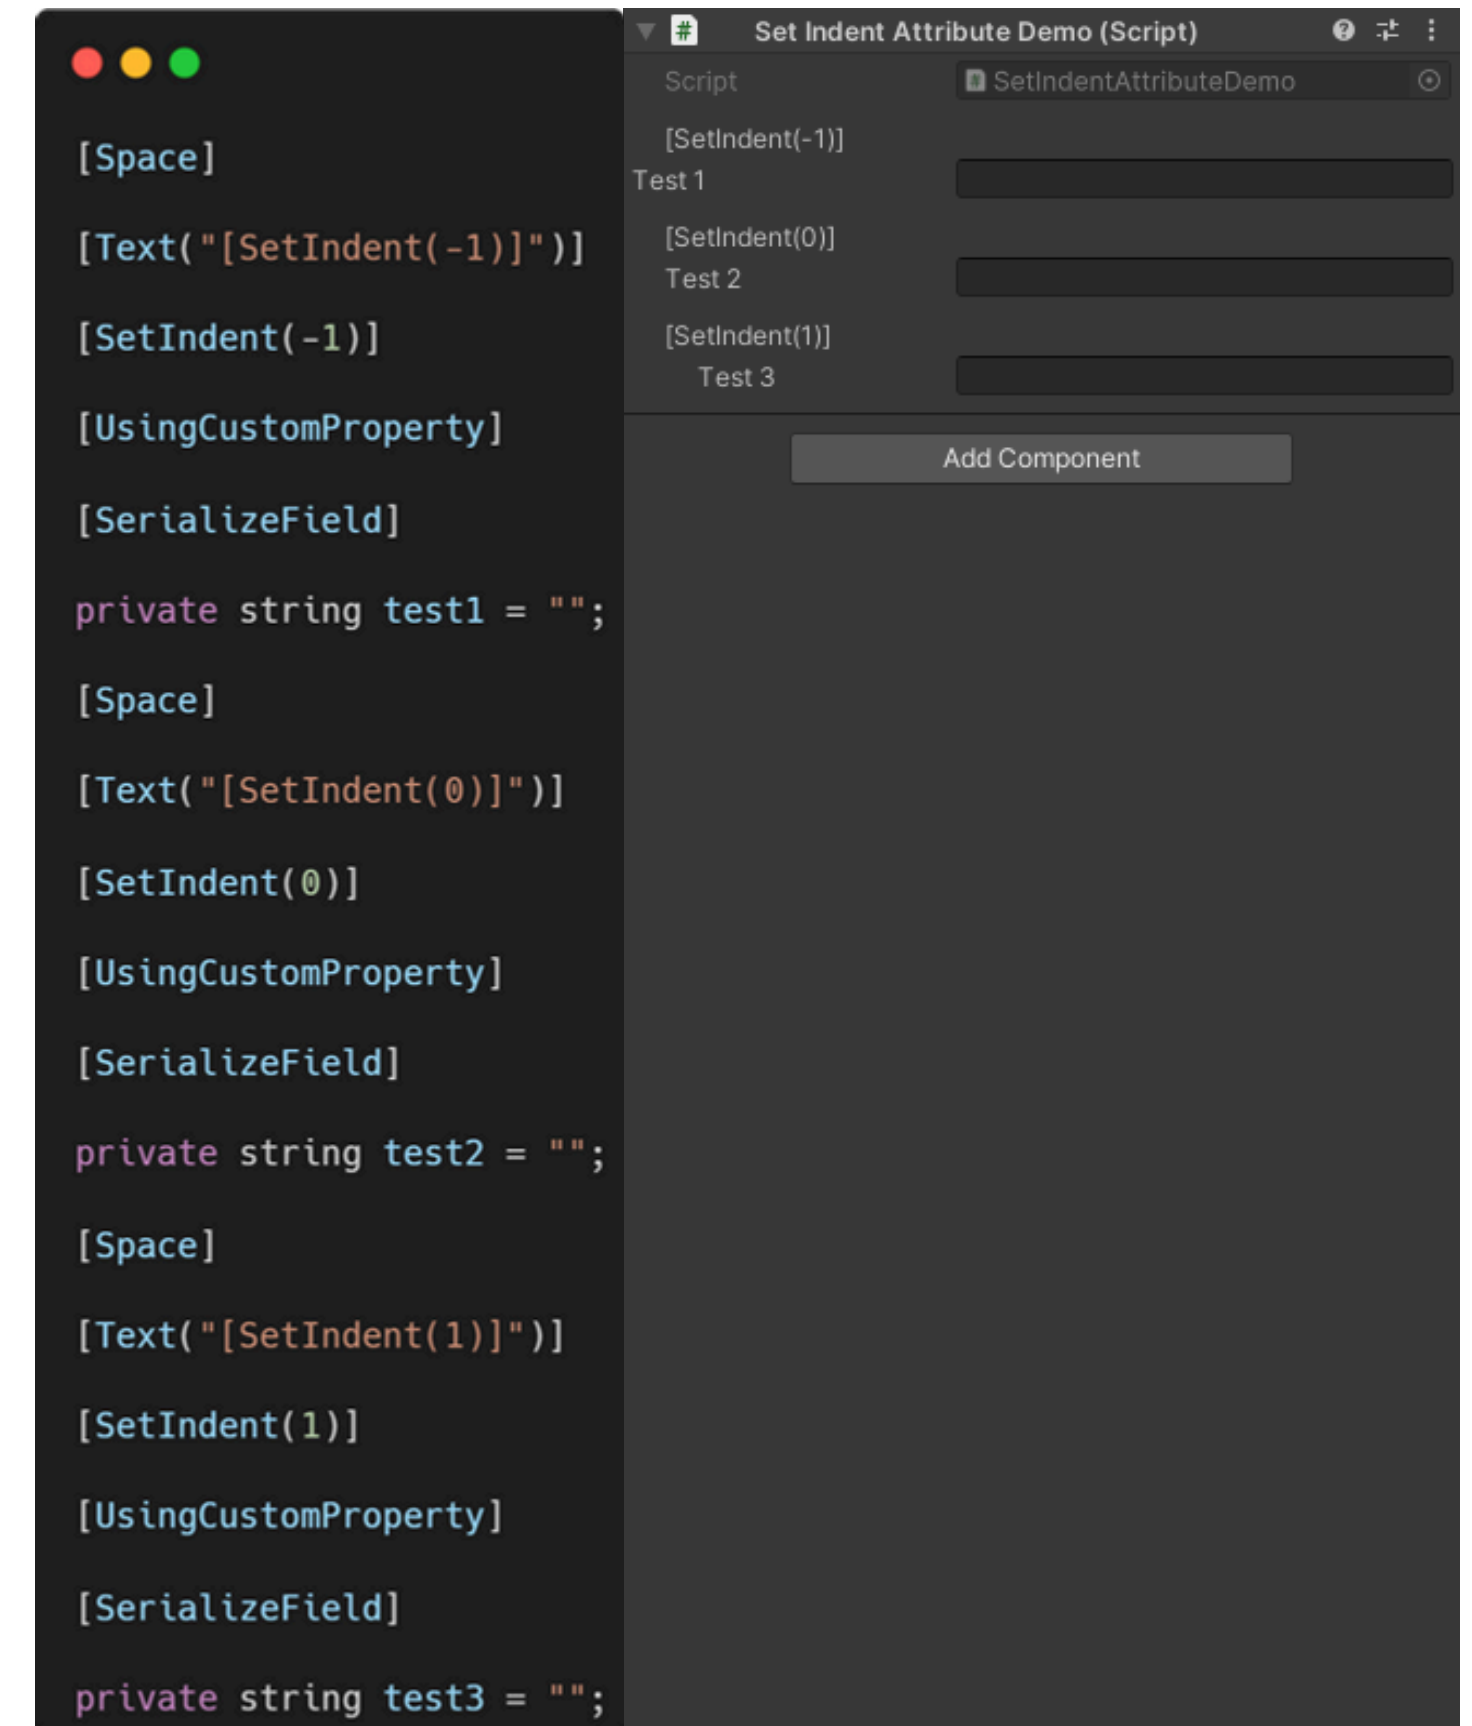 [Space]
[Text("[SetIndent(-1)]")]
[SetIndent(-1)]
[UsingCustomProperty]
[SerializeField]
private string test1 = "";
[Space]
[Text("[SetIndent(0)]")]
[SetIndent(0)]
[UsingCustomProperty]
[SerializeField]
private string test2 = "";
[Space]
[Text("[SetIndent(1)]")]
[SetIndent(1)]
[UsingCustomProperty]
[SerializeField]
private string test3 = "";
# Set Indent Attribute Demo (Script)
Script # SetIndentAttributeDemo
[SetIndent(-1)]
Test 1
[SetIndent(0)]
Test 2
[SetIndent(1)]
Test 3
Add Component